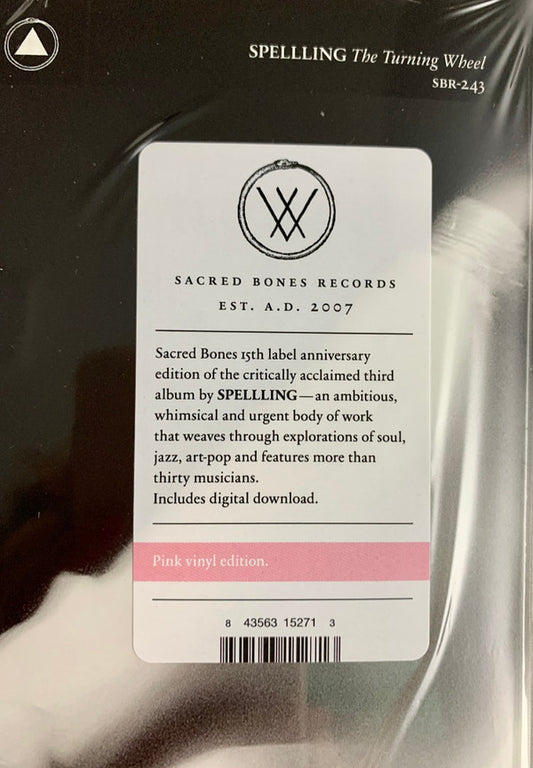 SPELLLING The Turning Wheel
SBR-243
SACRED BONES RECORDS
EST. A.D. 2007
Sacred Bones 15th label anniversary
edition of the critically acclaimed third
album by SPELLLING—an ambitious,
whimsical and urgent body of work
that weaves through explorations of soul,
jazz, art-pop and features more than
thirty musicians.
Includes digital download.
Pink vinyl edition.
8 43563 15271 3